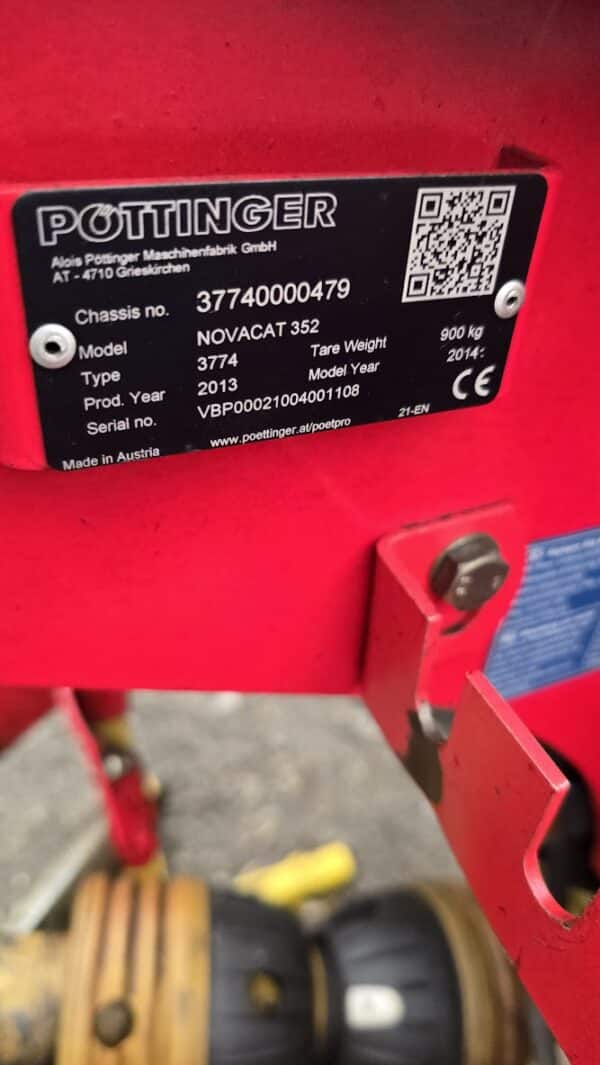 PÖTTINGER
Alois Pöttinger Maschinenfabrik GmbH
AT - 4710 Grieskirchen
Chassis no. 37740000479
Model NOVACAT 352
Type 3774 Tare Weight 900 kg
Prod. Year 2013 Model Year 2014
Serial no. VBP00021004001108
CE
Made in Austria www.poettinger.at/poetpro 21-EN